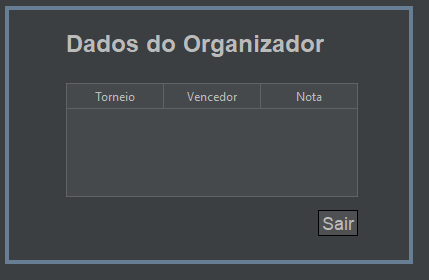 Dados do Organizador
Torneio Vencedor Nota
Sair